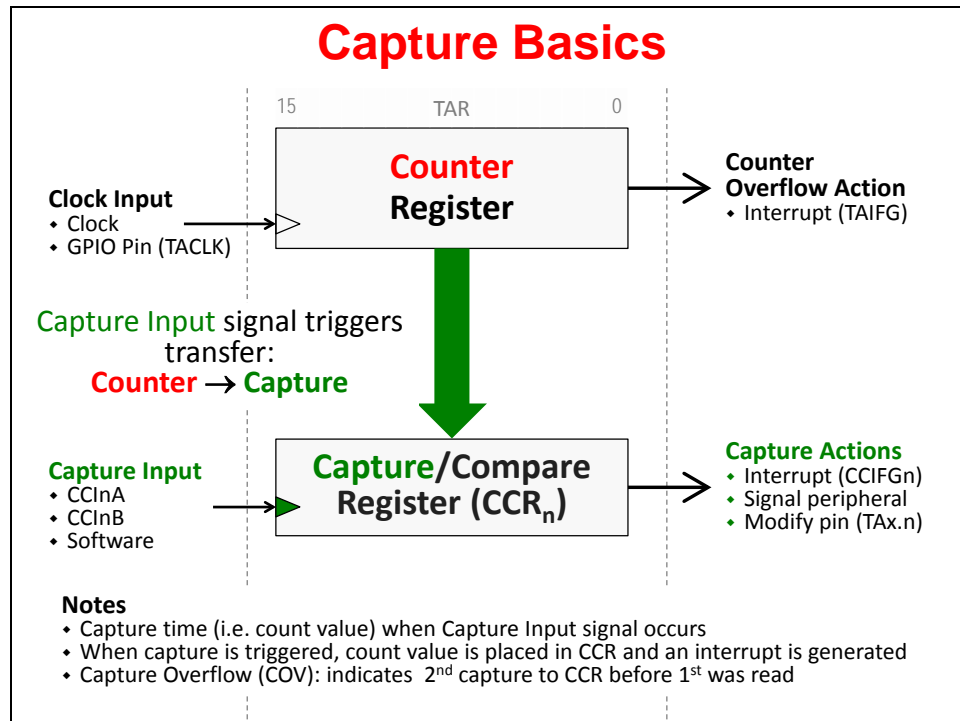 Capture Basics
15 TAR 0
Counter
Register
Clock Input
◆ Clock
◆ GPIO Pin (TACLK)
Counter
Overflow Action
◆ Interrupt (TAIFG)
Capture Input signal triggers
transfer:
Counter → Capture
Capture Input
◆ CCInA
◆ CCInB
◆ Software
Capture/Compare
Register (CCRn)
Capture Actions
◆ Interrupt (CCIFGn)
◆ Signal peripheral
◆ Modify pin (TAx.n)
Notes
◆ Capture time (i.e. count value) when Capture Input signal occurs
◆ When capture is triggered, count value is placed in CCR and an interrupt is generated
◆ Capture Overflow (COV): indicates 2nd capture to CCR before 1st was read